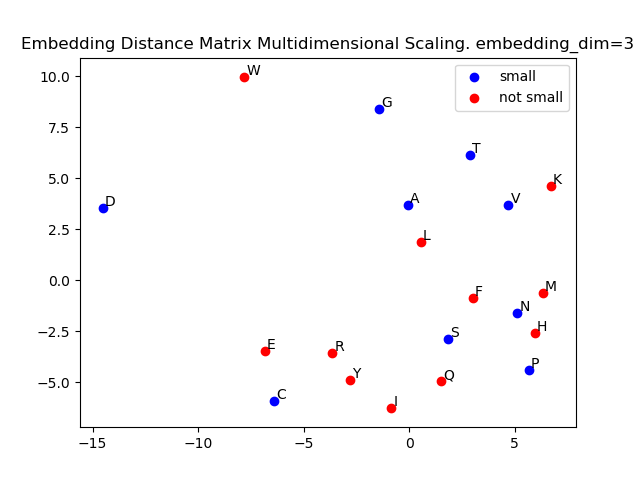 Embedding Distance Matrix Multidimensional Scaling. embedding_dim=3
small
not small
10.0
7.5
5.0
2.5
0.0
−2.5
−5.0
W
G
T
K
D
A
V
L
M
F
N
H
S
E
R
P
Y
Q
C
I
−15
−10
−5
0
5